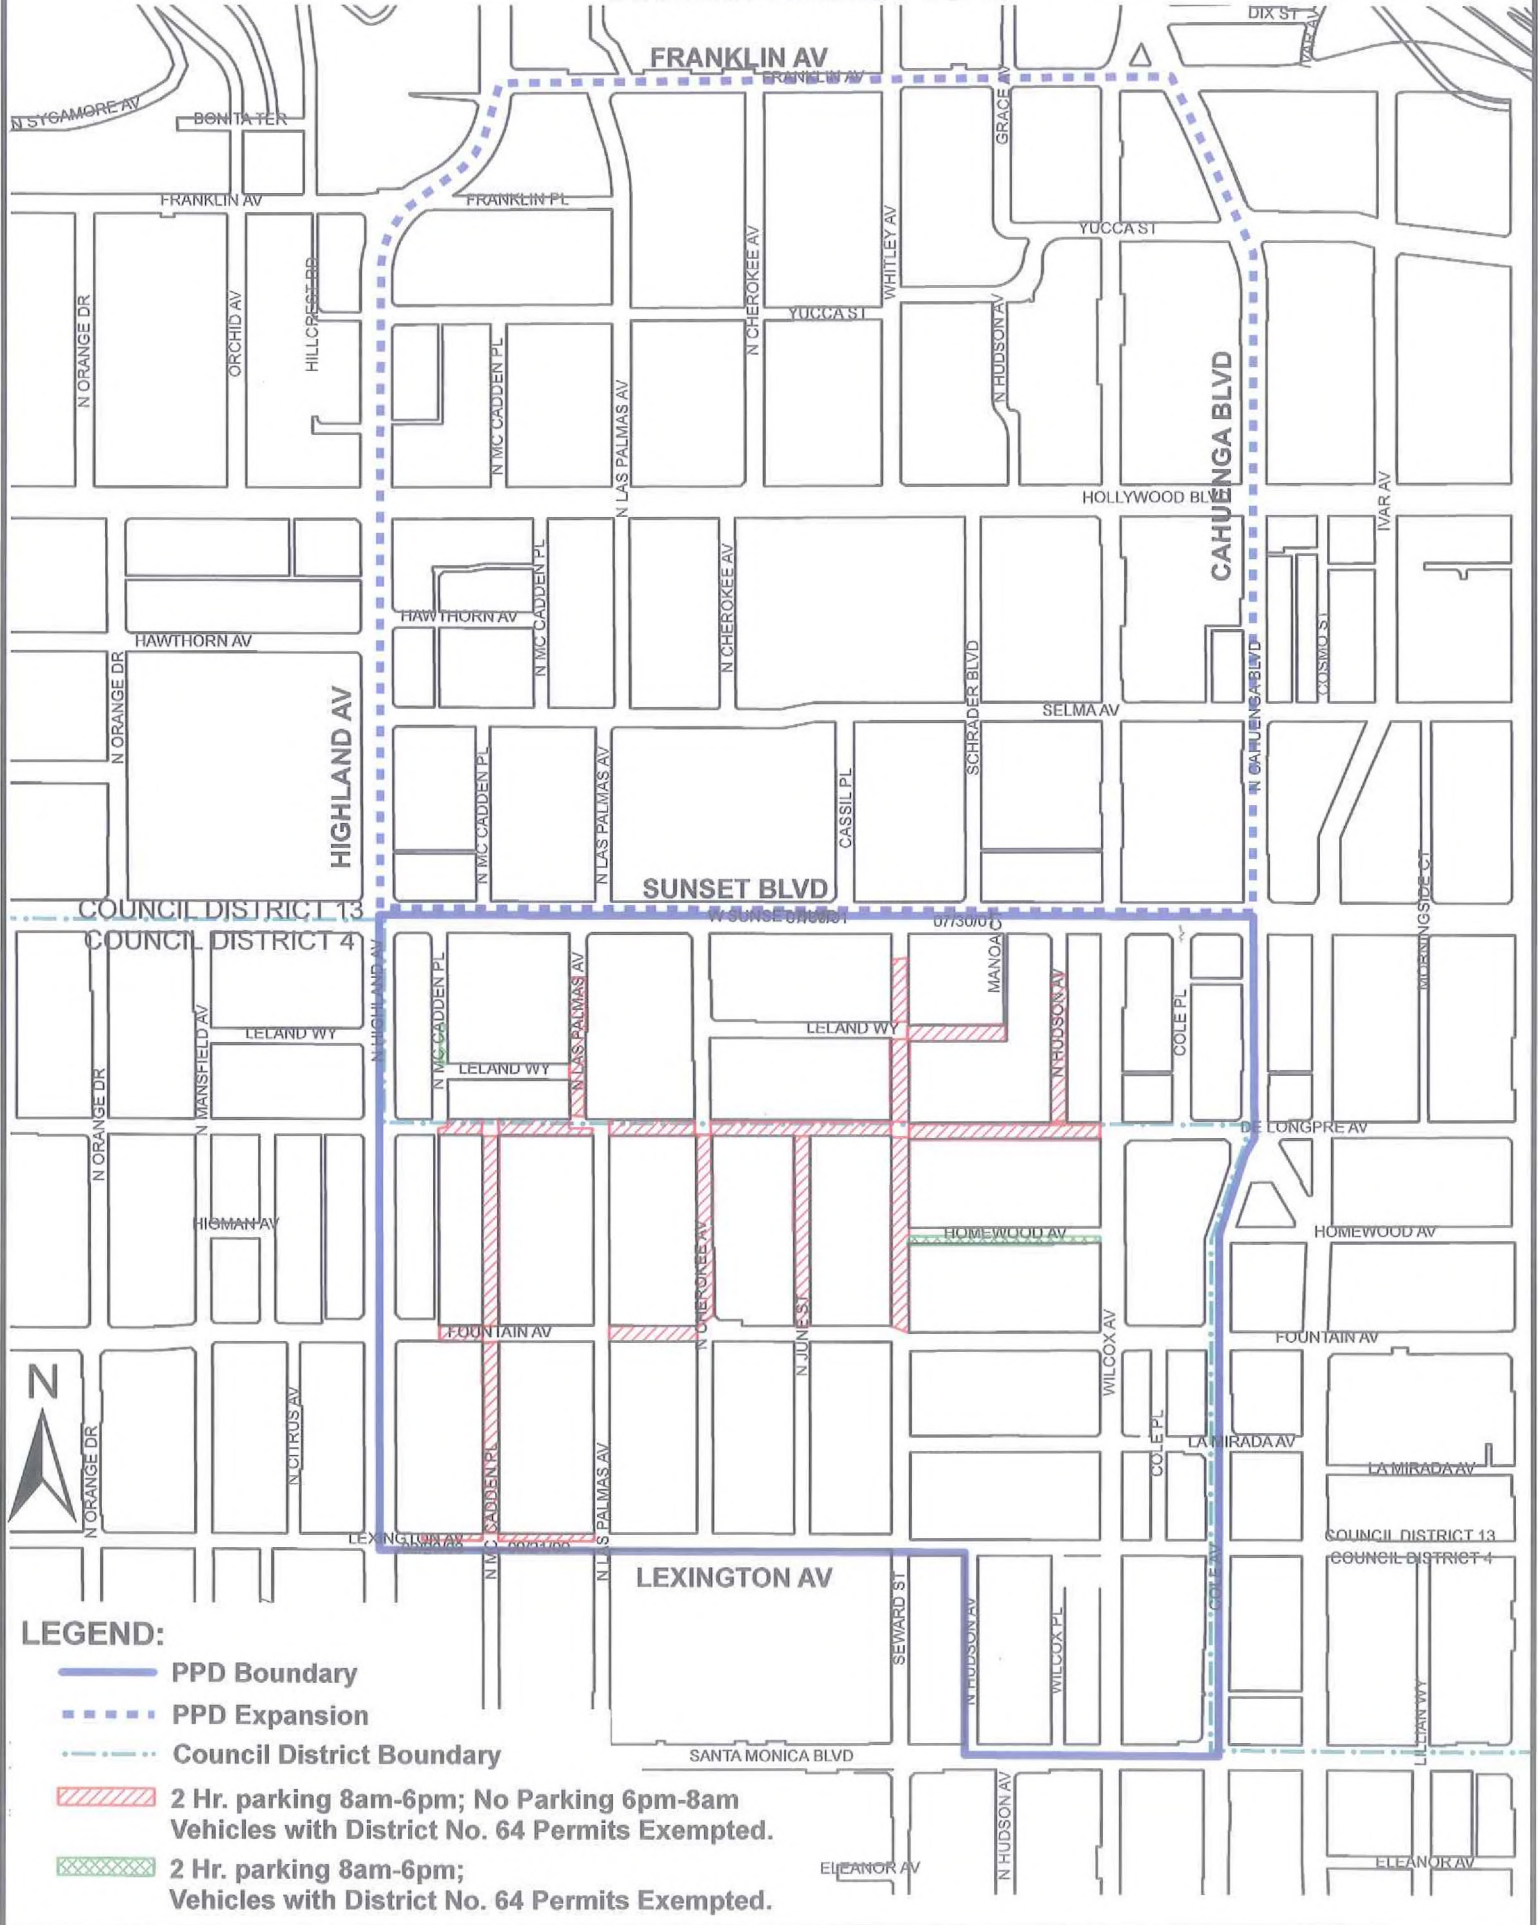 DIX ST
IVAR AV
FRANKLIN AV
FRANKLIN AV
GRACE AV
N SYCAMORE AV
BONITA TER
FRANKLIN AV
FRANKLIN PL
YUCCA ST
WHITLEY AV
N CHEROKEE AV
HILLCREST RD
ORCHID AV
N ORANGE DR
YUCCA ST
N HUDSON AV
N MC CADDEN PL
N LAS PALMAS AV
CAHUENGA BLVD
HOLLYWOOD BLVD
IVAR AV
N MC CADDEN PL
N CHEROKEE AV
HAWTHORN AV
HAWTHORN AV
N ORANGE DR
HIGHLAND AV
SCHRADER BLVD
N CAHUENGA BLVD
COSMO ST
SELMA AV
N MC CADDEN PL
N LAS PALMAS AV
CASSIL PL
MORNINGSIDE CT
SUNSET BLVD
COUNCIL DISTRICT 13
W SUNSE
COUNCIL DISTRICT 4
N HIGHLAND AV
N MC CADDEN PL
N LAS PALMAS AV
MANOA
N HUDSON AV
COLE PL
N MANSFIELD AV
LELAND WY
LELAND WY
LELAND WY
N ORANGE DR
DE LONGPRE AV
HIGMAN AV
HOMEWOOD AV
HOMEWOOD AV
N CHEROKEE AV
N JUNE ST
FOUNTAIN AV
WILCOX AV
FOUNTAIN AV
N
N CITRUS AV
N ORANGE DR
COLE PL
LA MIRADA AV
LA MIRADA AV
N MC CADDEN PL
N LAS PALMAS AV
LEXINGTON AV
COUNCIL DISTRICT 13
COUNCIL DISTRICT 4
LEXINGTON AV
COLE AV
SEWARD ST
N HUDSON AV
WILCOX PL
LILLIAN WY
LEGEND:
PPD Boundary
PPD Expansion
Council District Boundary
SANTA MONICA BLVD
2 Hr. parking 8am-6pm; No Parking 6pm-8am
Vehicles with District No. 64 Permits Exempted.
N HUDSON AV
2 Hr. parking 8am-6pm;
Vehicles with District No. 64 Permits Exempted.
ELEANOR AV
ELEANOR AV